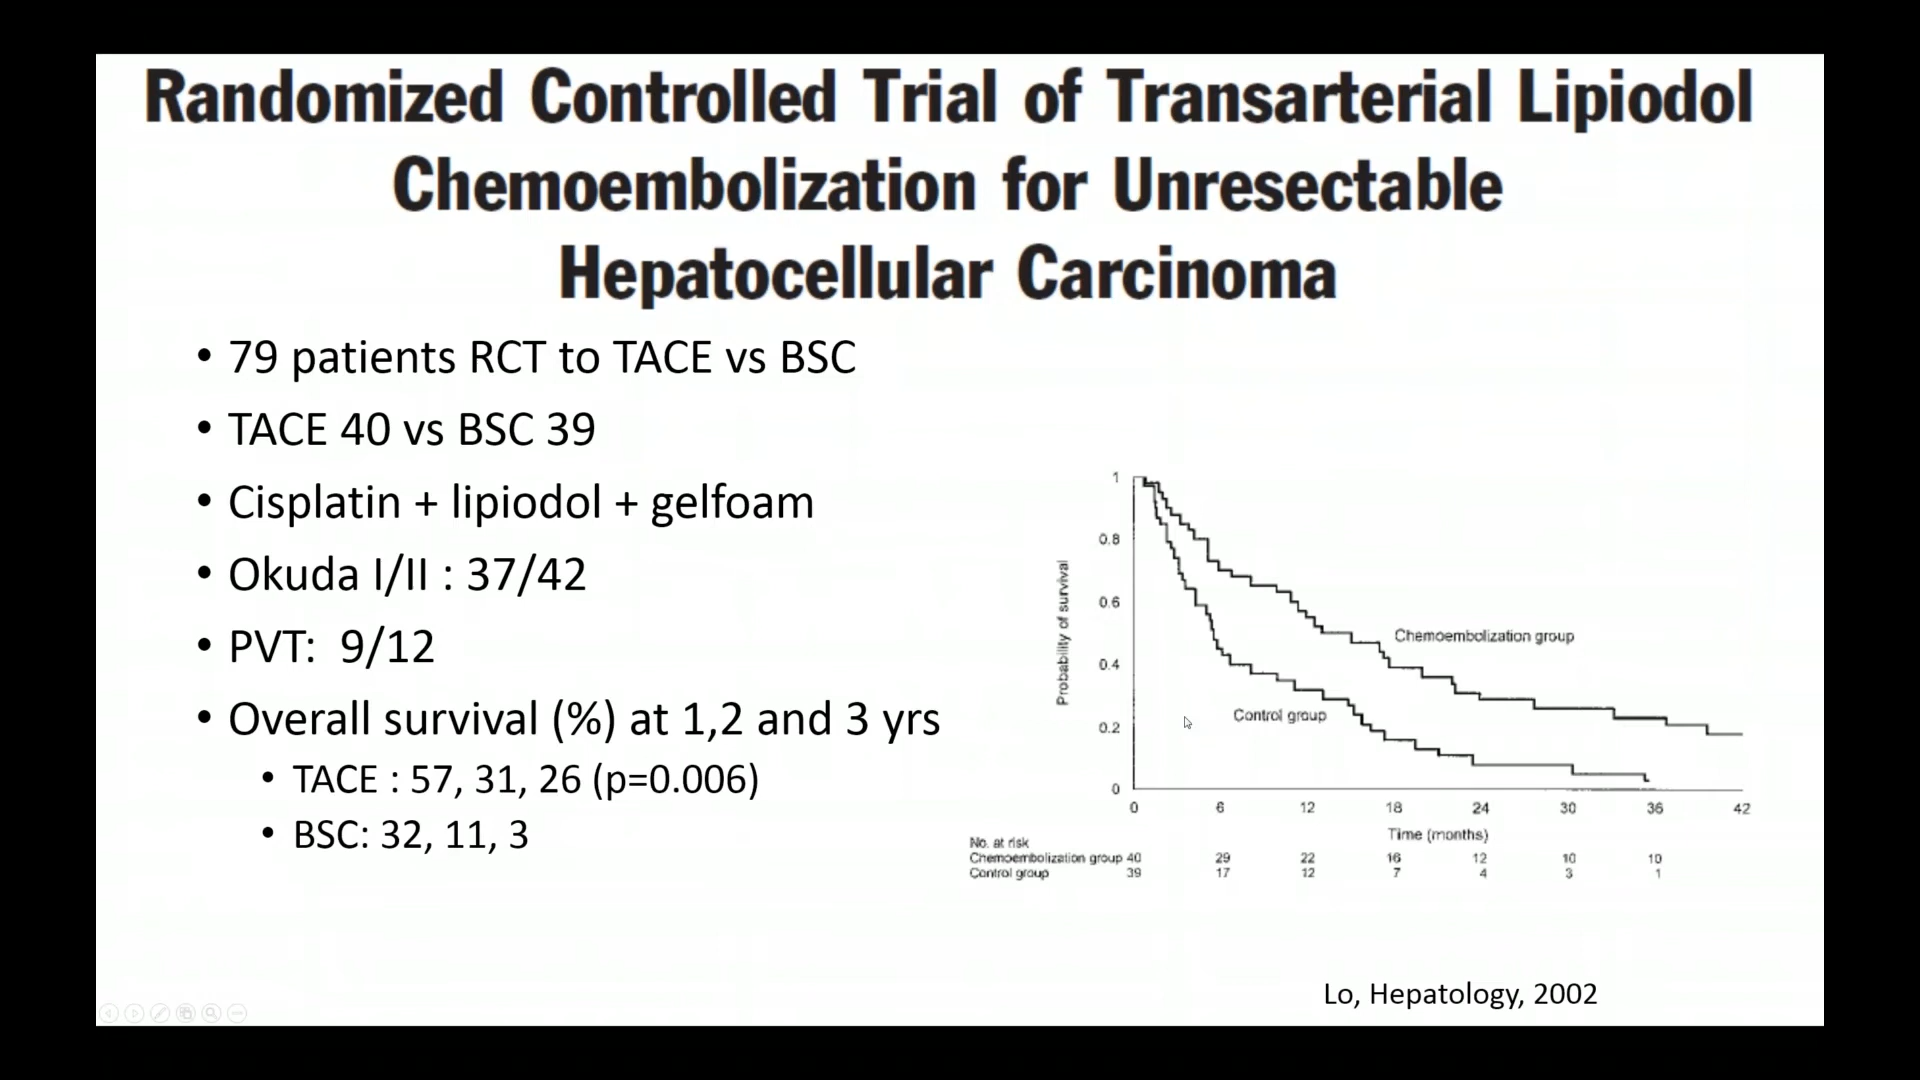 Randomized Controlled Trial of Transarterial Lipiodol
Chemoembolization for Unresectable
Hepatocellular Carcinoma
• 79 patients RCT to TACE vs BSC
• TACE 40 vs BSC 39
• Cisplatin + lipiodol + gelfoam
• Okuda I/II : 37/42
• PVT: 9/12
• Overall survival (%) at 1,2 and 3 yrs
• TACE : 57, 31, 26 (p=0.006)
• BSC: 32, 11, 3
Probability of survival
1
0.8
0.6
0.4
0.2
0
Chemoembolization group
Control group
0 6 12 18 24 30 36 42
Time (months)
No. at risk
Chemoembolization group 40 29 22 16 12 10 10
Control group 39 17 12 7 4 3 1
Lo, Hepatology, 2002